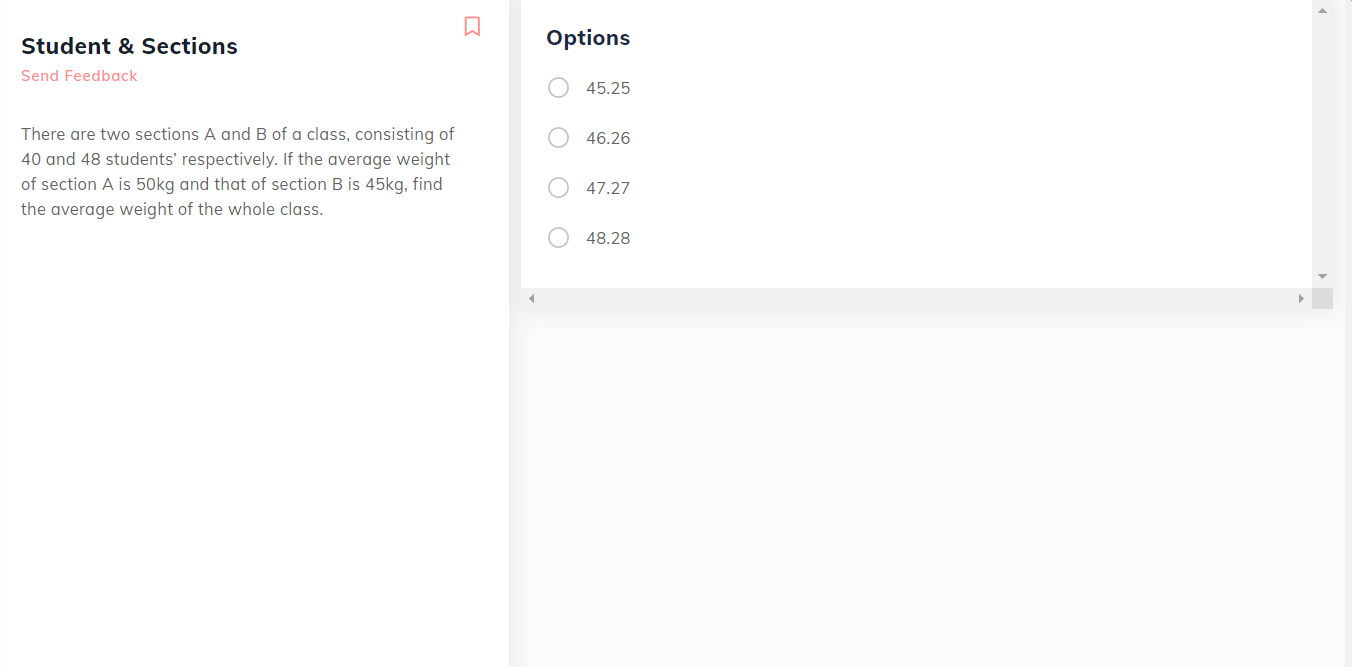 Student & Sections
Send Feedback
There are two sections A and B of a class, consisting of
40 and 48 students’ respectively. If the average weight
of section A is 50kg and that of section B is 45kg, find
the average weight of the whole class.
Options
45.25
46.26
47.27
48.28